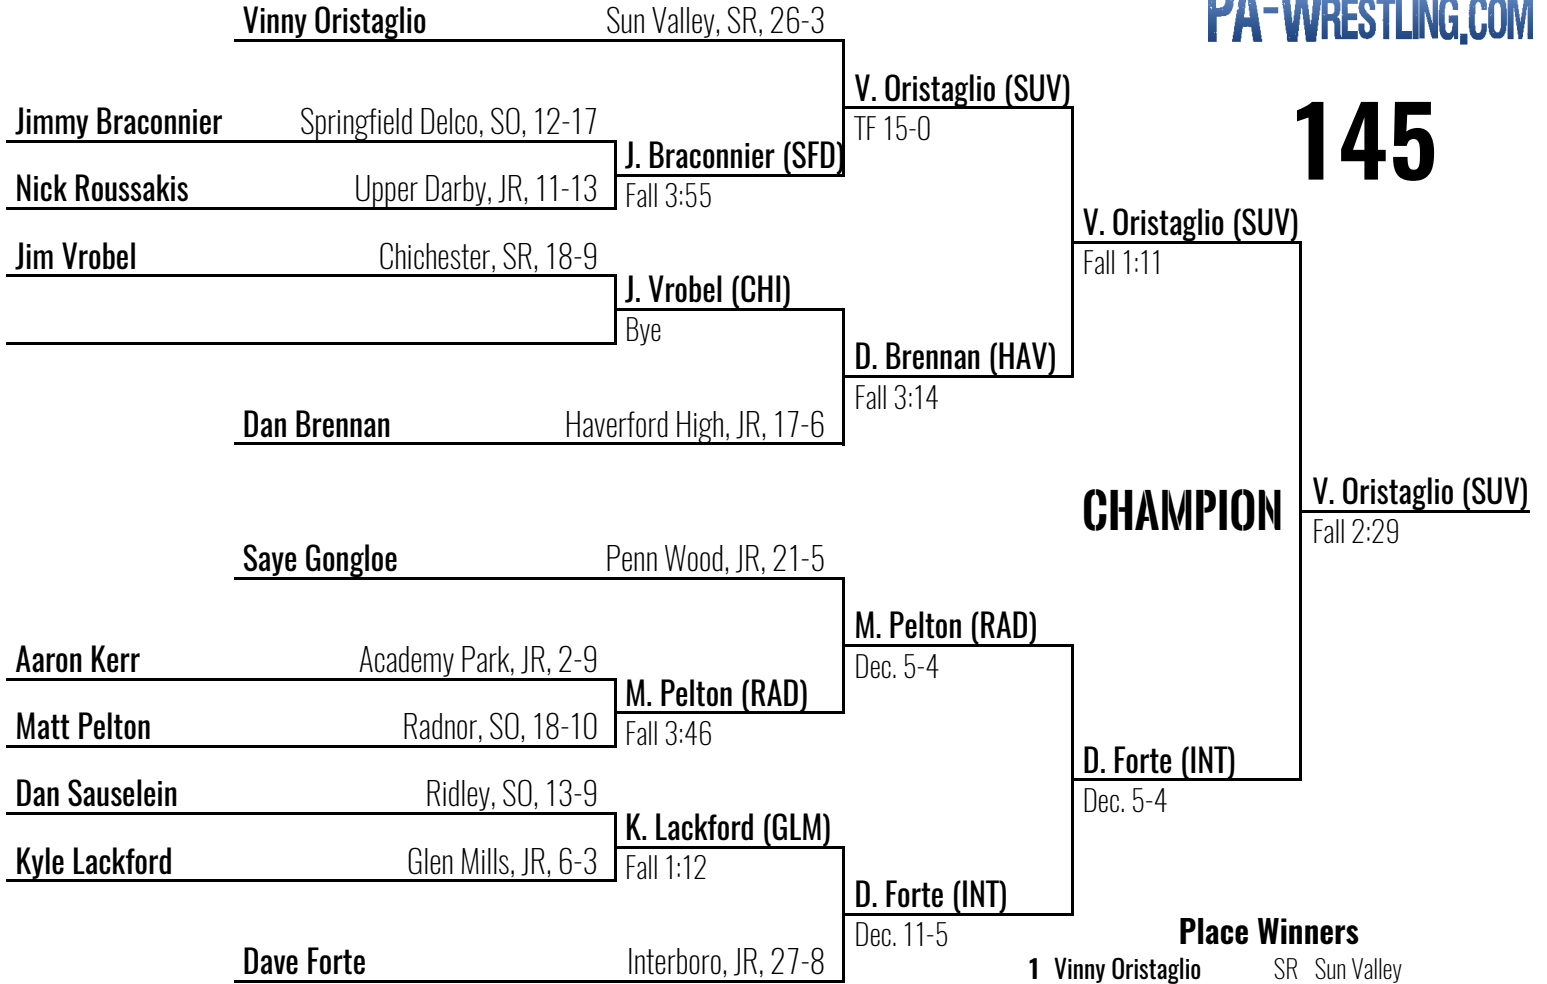 PA-WRESTLING.COM
145
Vinny Oristaglio Sun Valley, SR, 26-3
V. Oristaglio (SUV)
TF 15-0
Jimmy Braconnier Springfield Delco, SO, 12-17
J. Braconnier (SFD)
Fall 3:55
Nick Roussakis Upper Darby, JR, 11-13
V. Oristaglio (SUV)
Fall 1:11
Jim Vrobel Chichester, SR, 18-9
J. Vrobel (CHI)
Bye
D. Brennan (HAV)
Fall 3:14
Dan Brennan Haverford High, JR, 17-6
CHAMPION
V. Oristaglio (SUV)
Fall 2:29
Saye Gongloe Penn Wood, JR, 21-5
M. Pelton (RAD)
Dec. 5-4
Aaron Kerr Academy Park, JR, 2-9
M. Pelton (RAD)
Fall 3:46
Matt Pelton Radnor, SO, 18-10
D. Forte (INT)
Dec. 5-4
Dan Sauselein Ridley, SO, 13-9
K. Lackford (GLM)
Fall 1:12
Kyle Lackford Glen Mills, JR, 6-3
D. Forte (INT)
Dec. 11-5
Dave Forte Interboro, JR, 27-8
Place Winners
1 Vinny Oristaglio SR Sun Valley